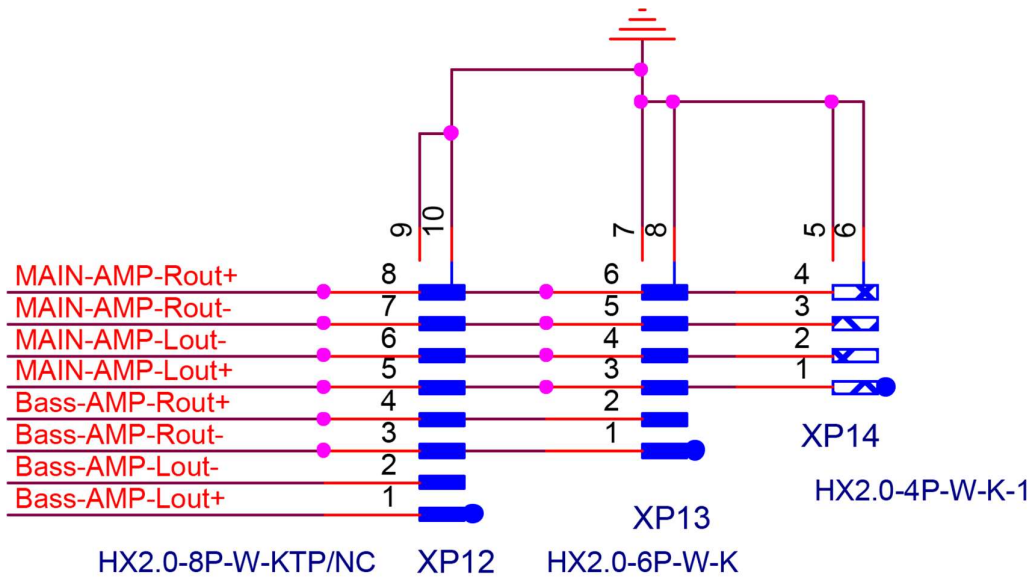 9 10 7 8 5 6
MAIN-AMP-Rout+ 8 6 4
MAIN-AMP-Rout- 7 5 3
MAIN-AMP-Lout- 6 4 2
MAIN-AMP-Lout+ 5 3 1
Bass-AMP-Rout+ 4 2
Bass-AMP-Rout- 3 1
XP14
Bass-AMP-Lout- 2
HX2.0-4P-W-K-1
Bass-AMP-Lout+ 1
XP13
HX2.0-8P-W-KTP/NC XP12 HX2.0-6P-W-K